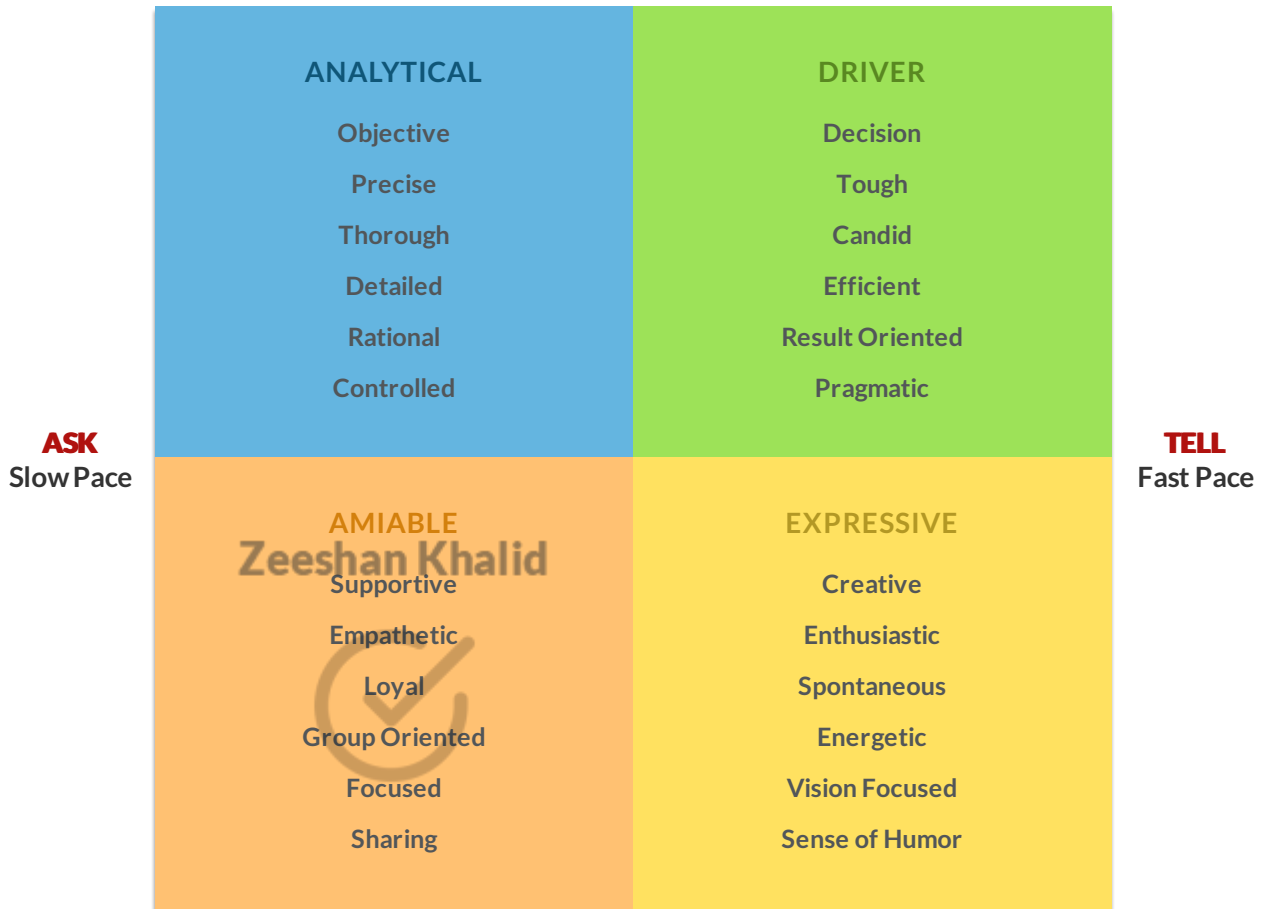 ANALYTICAL
Objective
Precise
Thorough
Detailed
Rational
Controlled
DRIVER
Decision
Tough
Candid
Efficient
Result Oriented
Pragmatic
ASK
Slow Pace
TELL
Fast Pace
AMIABLE
Zeeshan Khalid
Supportive
Empathetic
Loyal
Group Oriented
Focused
Sharing
EXPRESSIVE
Creative
Enthusiastic
Spontaneous
Energetic
Vision Focused
Sense of Humor